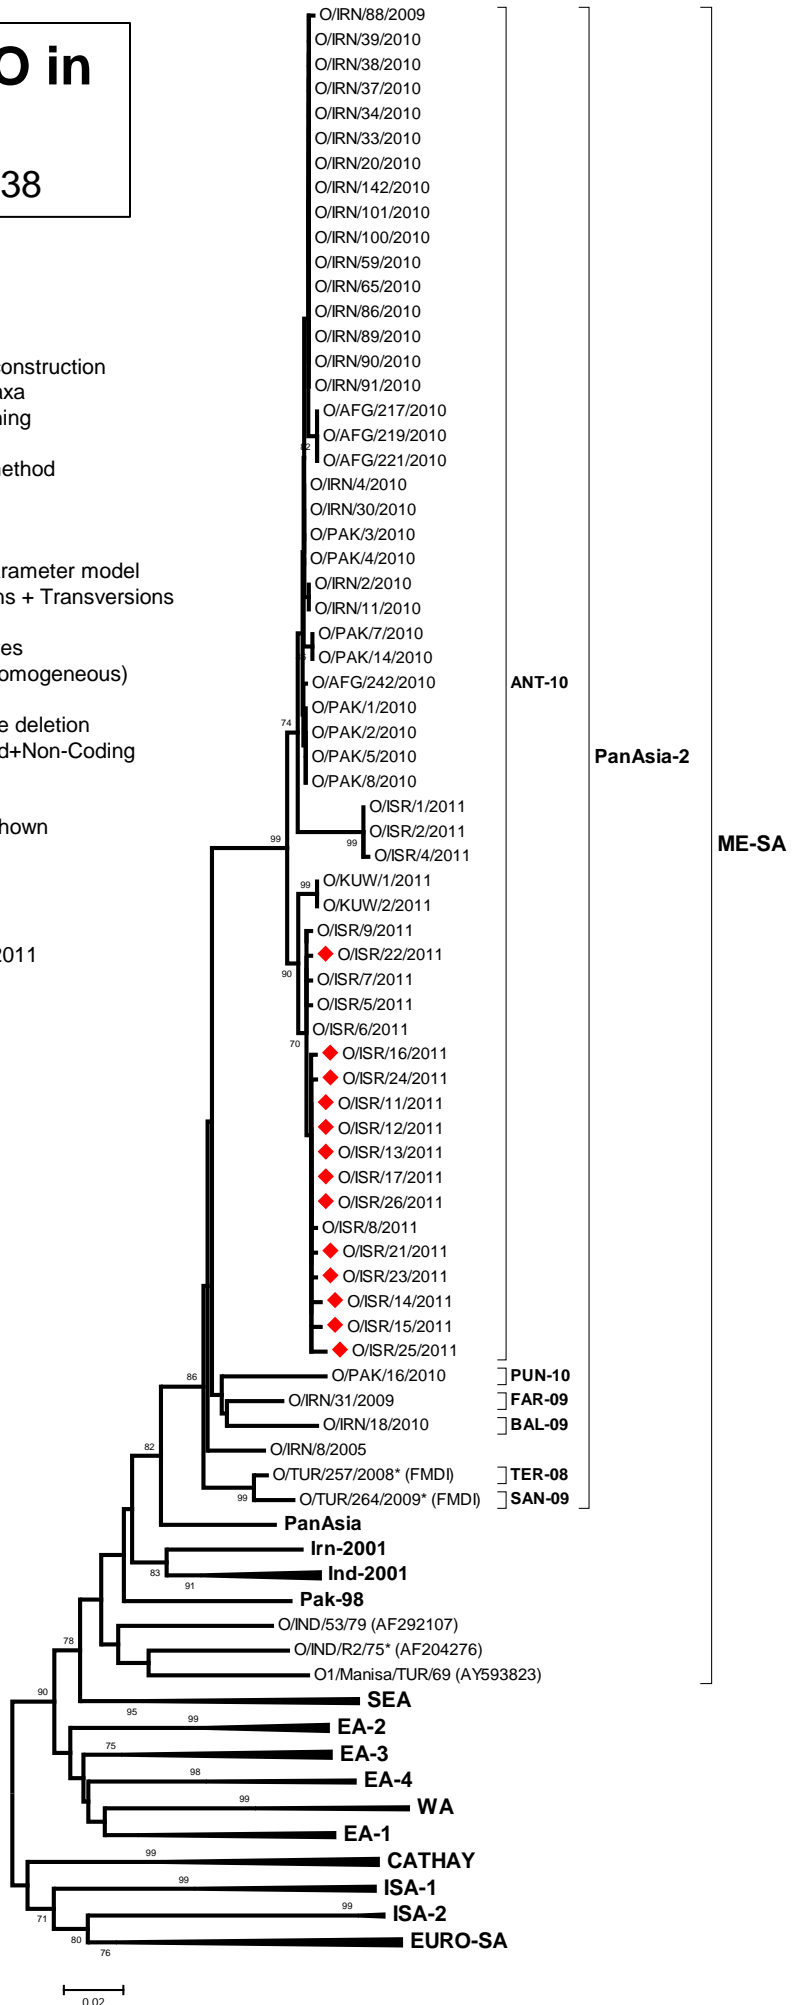 O in
38
O/IRN/88/2009
O/IRN/39/2010
O/IRN/38/2010
O/IRN/37/2010
O/IRN/34/2010
O/IRN/33/2010
O/IRN/20/2010
O/IRN/142/2010
O/IRN/101/2010
O/IRN/100/2010
O/IRN/59/2010
O/IRN/65/2010
O/IRN/86/2010
O/IRN/89/2010
O/IRN/90/2010
O/IRN/91/2010
O/AFG/217/2010
O/AFG/219/2010
O/AFG/221/2010
O/IRN/4/2010
O/IRN/30/2010
O/PAK/3/2010
O/PAK/4/2010
O/IRN/2/2010
O/IRN/11/2010
O/PAK/7/2010
O/PAK/14/2010
O/AFG/242/2010
O/PAK/1/2010
O/PAK/2/2010
O/PAK/5/2010
O/PAK/8/2010
O/ISR/1/2011
O/ISR/2/2011
O/ISR/4/2011
O/KUW/1/2011
O/KUW/2/2011
O/ISR/9/2011
O/ISR/22/2011
O/ISR/7/2011
O/ISR/5/2011
O/ISR/6/2011
O/ISR/16/2011
O/ISR/24/2011
O/ISR/11/2011
O/ISR/12/2011
O/ISR/13/2011
O/ISR/17/2011
O/ISR/26/2011
O/ISR/8/2011
O/ISR/21/2011
O/ISR/23/2011
O/ISR/14/2011
O/ISR/15/2011
O/ISR/25/2011
O/PAK/16/2010
O/IRN/31/2009
O/IRN/18/2010
O/IRN/8/2005
O/TUR/257/2008* (FMDI)
O/TUR/264/2009* (FMDI)
PanAsia
Irn-2001
Ind-2001
Pak-98
O/IND/53/79 (AF292107)
O/IND/R2/75* (AF204276)
O1/Manisa/TUR/69 (AY593823)
SEA
EA-2
EA-3
EA-4
WA
EA-1
CATHAY
ISA-1
ISA-2
EURO-SA
ANT-10
PUN-10
FAR-09
BAL-09
TER-08
SAN-09
PanAsia-2
ME-SA
onstruction
axa
ning
nethod
rameter model
ns + Transversions
es
omogeneous)
e deletion
d+Non-Coding
hown
2011
74
99
99
99
90
70
86
82
99
83
91
78
90
95
99
75
98
99
99
99
99
71
80
76
0.02